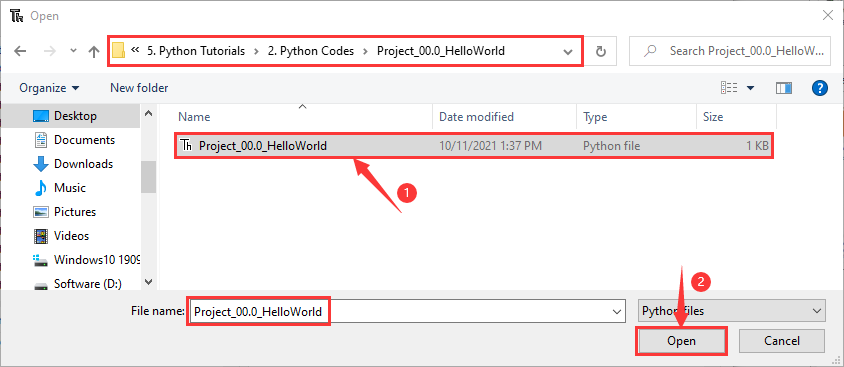 Open
« 5. Python Tutorials > 2. Python Codes > Project_00.0_HelloWorld
Search Project_00.0_HelloW...
Organize
New folder
?
Name
Date modified
Type
Size
Desktop
Documents
Downloads
Music
Pictures
Videos
Windows10 1909
Software (D:)
Project_00.0_HelloWorld
10/11/2021 1:37 PM
Python file
1 KB
1
2
File name:
Project_00.0_HelloWorld
Python files
Open
Cancel